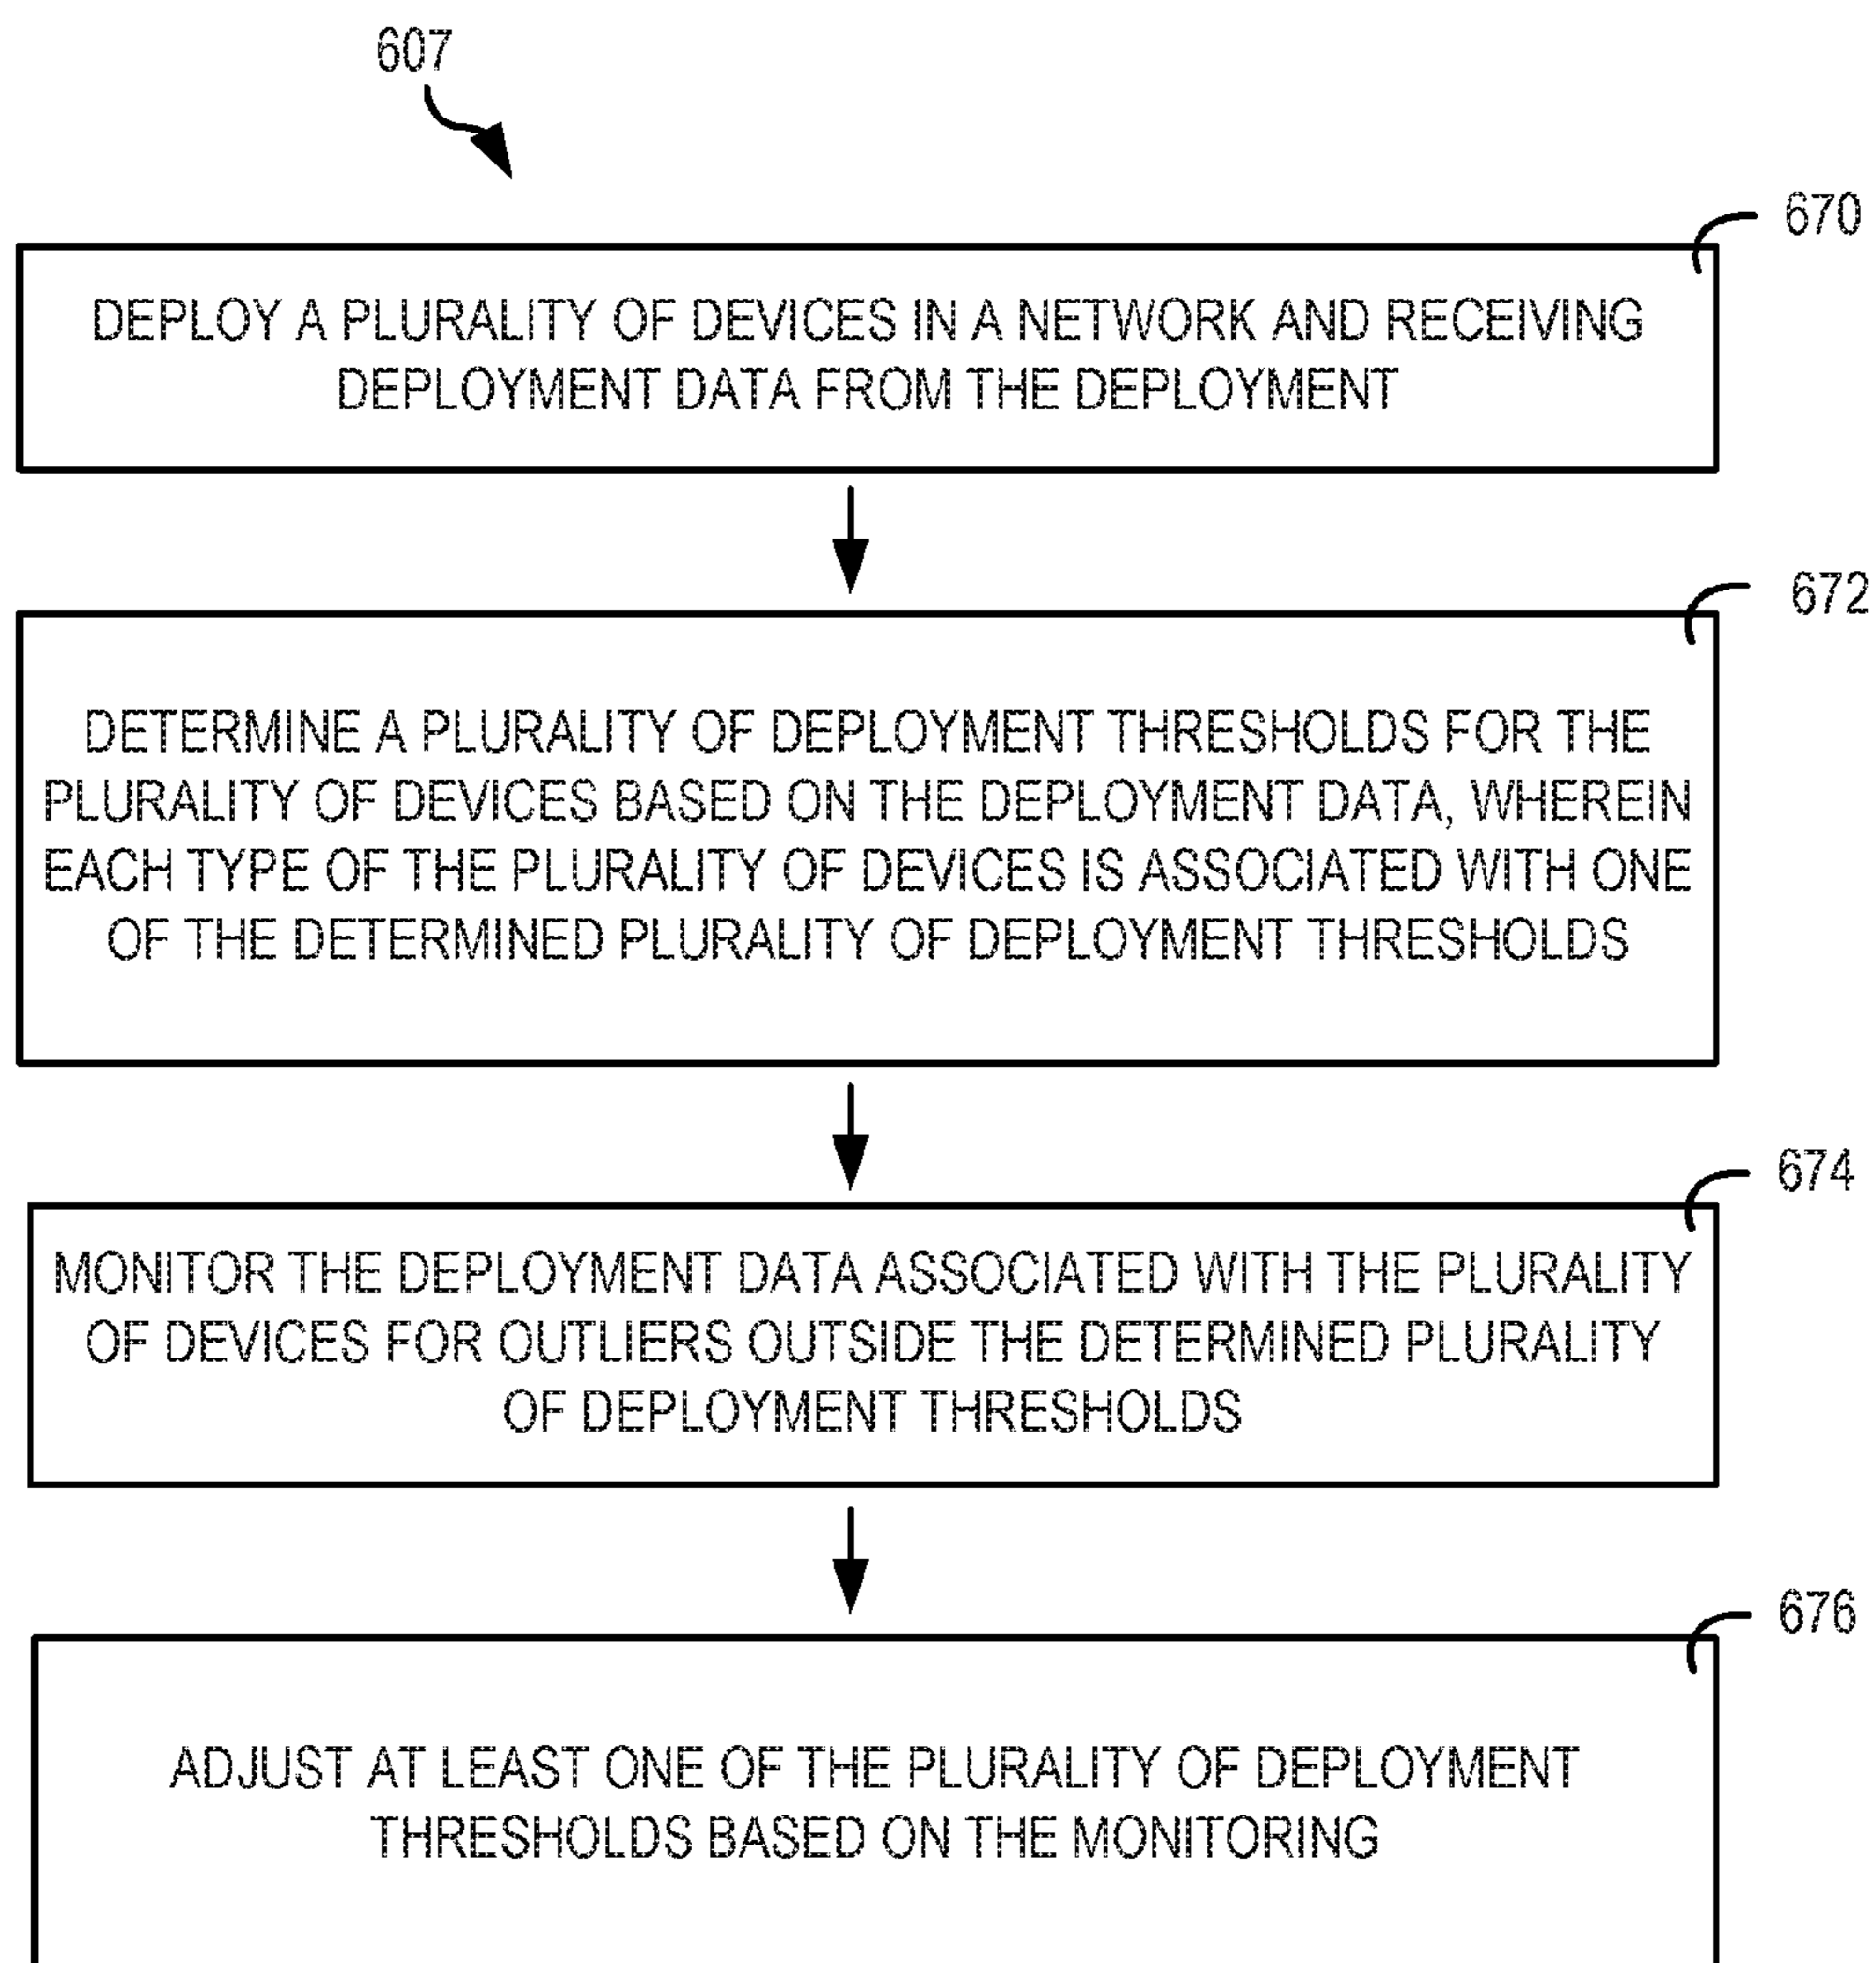 607
670
DEPLOY A PLURALITY OF DEVICES IN A NETWORK AND RECEIVING
DEPLOYMENT DATA FROM THE DEPLOYMENT
672
DETERMINE A PLURALITY OF DEPLOYMENT THRESHOLDS FOR THE
PLURALITY OF DEVICES BASED ON THE DEPLOYMENT DATA, WHEREIN
EACH TYPE OF THE PLURALITY OF DEVICES IS ASSOCIATED WITH ONE
OF THE DETERMINED PLURALITY OF DEPLOYMENT THRESHOLDS
674
MONITOR THE DEPLOYMENT DATA ASSOCIATED WITH THE PLURALITY
OF DEVICES FOR OUTLIERS OUTSIDE THE DETERMINED PLURALITY
OF DEPLOYMENT THRESHOLDS
676
ADJUST AT LEAST ONE OF THE PLURALITY OF DEPLOYMENT
THRESHOLDS BASED ON THE MONITORING